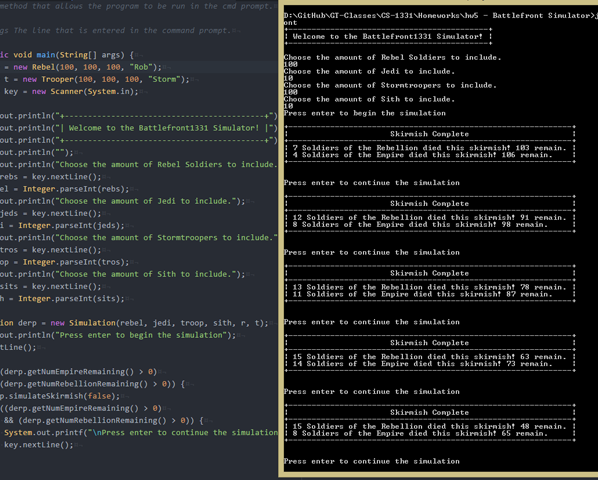 method that allows the program to be run in the cmd prompt.
gs The line that is entered in the command prompt.
ic void main(String[] args) {
= new Rebel(100, 100, 100, "Rob");
t = new Trooper(100, 100, 100, "Storm");
key = new Scanner(System.in);
out.println("+-----------------------------------------+")
out.println("| Welcome to the Battlefront1331 Simulator! |")
out.println("+-----------------------------------------+")
out.println("");
out.println("Choose the amount of Rebel Soldiers to include.
rebs = key.nextLine();
el = Integer.parseInt(rebs);
out.println("Choose the amount of Jedi to include.");
jeds = key.nextLine();
i = Integer.parseInt(jeds);
out.println("Choose the amount of Stormtroopers to include."
tros = key.nextLine();
op = Integer.parseInt(tros);
out.println("Choose the amount of Sith to include.");
sits = key.nextLine();
h = Integer.parseInt(sits);
ion derp = new Simulation(rebel, jedi, troop, sith, r, t);
out.println("Press enter to begin the simulation");
tLine();
(derp.getNumEmpireRemaining() > 0)
(derp.getNumRebellionRemaining() > 0)) {
p.simulateSkirmish(false);
((derp.getNumEmpireRemaining() > 0)
&& (derp.getNumRebellionRemaining() > 0)) {
System.out.printf("\nPress enter to continue the simulation
key.nextLine();
D:\GitHub\GT-Classes\CS-1331\Homeworks\hw5 - Battlefront Simulator>j
ont
| Welcome to the Battlefront1331 Simulator! |
Choose the amount of Rebel Soldiers to include.
100
Choose the amount of Jedi to include.
10
Choose the amount of Stormtroopers to include.
100
Choose the amount of Sith to include.
10
Press enter to begin the simulation
Skirmish Complete
| 7 Soldiers of the Rebellion died this skirmish! 103 remain.
| 4 Soldiers of the Empire died this skirmish! 106 remain.
Press enter to continue the simulation
Skirmish Complete
| 12 Soldiers of the Rebellion died this skirmish! 91 remain.
| 8 Soldiers of the Empire died this skirmish! 98 remain.
Press enter to continue the simulation
Skirmish Complete
| 13 Soldiers of the Rebellion died this skirmish! 78 remain.
| 11 Soldiers of the Empire died this skirmish! 87 remain.
Press enter to continue the simulation
Skirmish Complete
| 15 Soldiers of the Rebellion died this skirmish! 63 remain.
| 14 Soldiers of the Empire died this skirmish! 73 remain.
Press enter to continue the simulation
Skirmish Complete
| 15 Soldiers of the Rebellion died this skirmish! 48 remain.
| 8 Soldiers of the Empire died this skirmish! 65 remain.
Press enter to continue the simulation